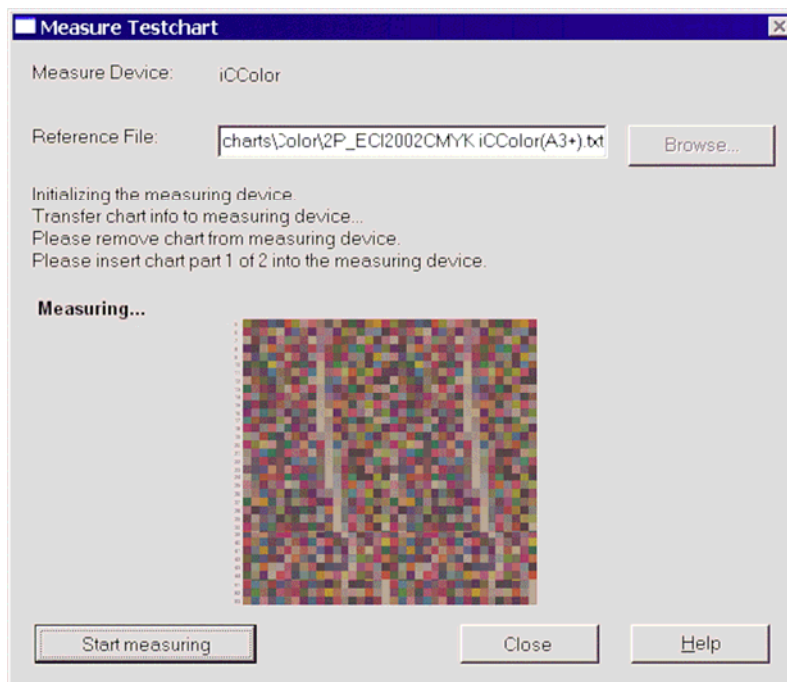 Measure Testchart
Measure Device: iCColor
Reference File: charts\Color\2P_ECI2002CMYK iCColor(A3+).txt Browse...
Initializing the measuring device.
Transfer chart info to measuring device...
Please remove chart from measuring device.
Please insert chart part 1 of 2 into the measuring device.
Measuring...
Start measuring Close Help